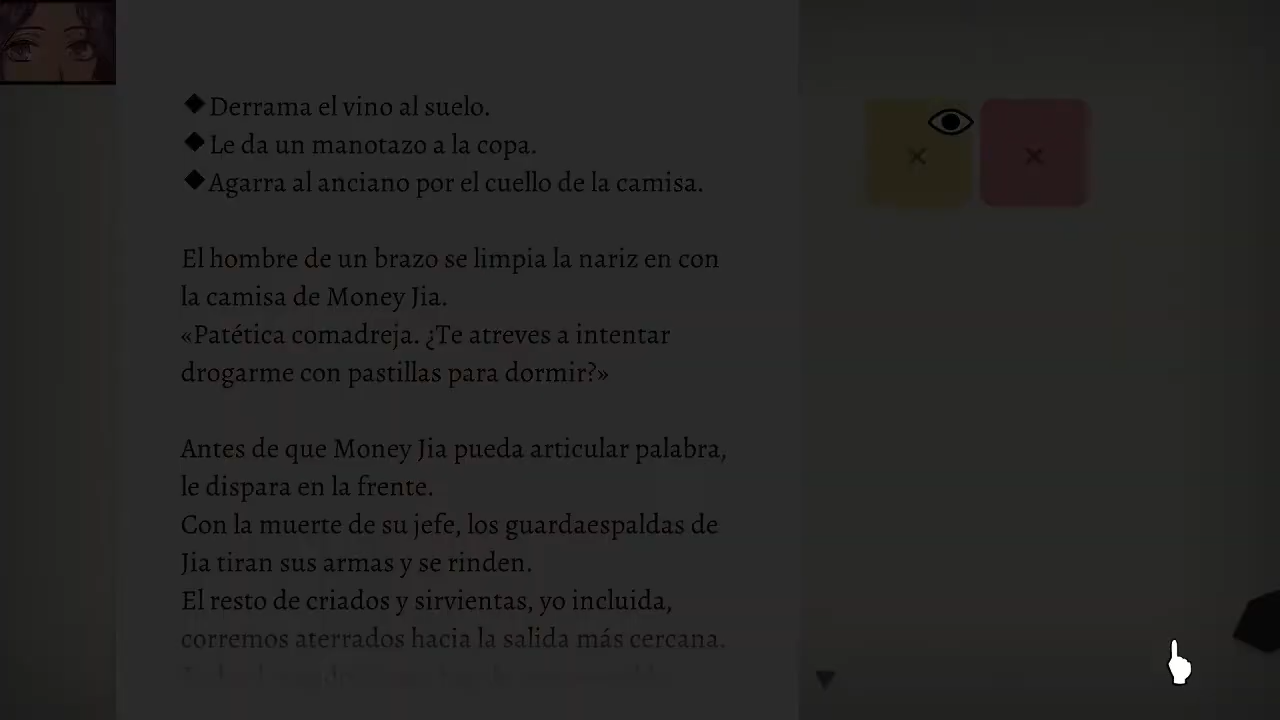 ◆Derrama el vino al suelo.
◆Le da un manotazo a la copa.
◆Agarra al anciano por el cuello de la camisa.
El hombre de un brazo se limpia la nariz en con
la camisa de Money Jia.
«Patética comadreja. ¿Te atreves a intentar
drogarme con pastillas para dormir?»
Antes de que Money Jia pueda articular palabra,
le dispara en la frente.
Con la muerte de su jefe, los guardaespaldas de
Jia tiran sus armas y se rinden.
El resto de criados y sirvientas, yo incluida,
corremos aterrados hacia la salida más cercana.